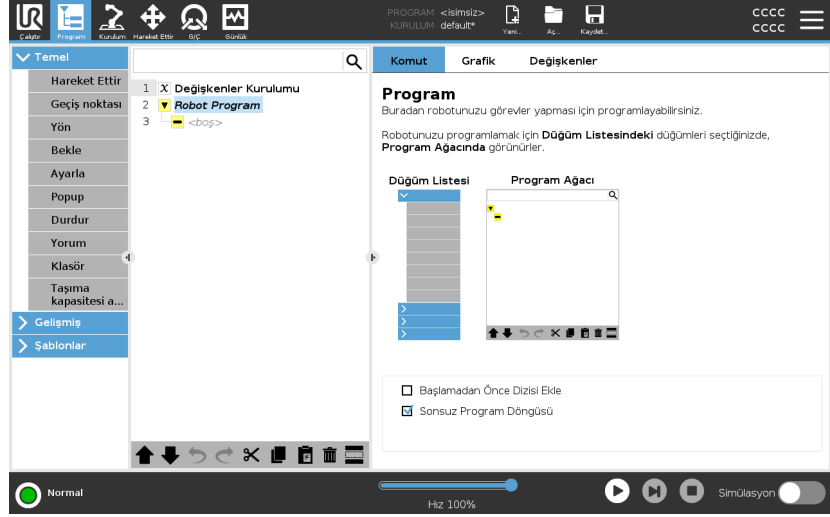 UR
Çalıştır
Program
Kurulum
Hareket Ettir
G/Ç
Günlük
PROGRAM <isimsiz>
KURULUM default*
Yeni...
Aç...
Kaydet...
CCCC
CCCC
Temel
Hareket Ettir
Geçiş noktası
Yön
Bekle
Ayarla
Popup
Durdur
Yorum
Klasör
Taşıma
kapasitesi a...
Gelişmiş
Şablonlar
1 X Değişkenler Kurulumu
2 Robot Program
3 <boş>
Komut Grafik Değişkenler
Program
Buradan robotunuzu görevler yapması için programlayabilirsiniz.
Robotunuzu programlamak için Düğüm Listesindeki düğümleri seçtiğinizde,
Program Ağacında görünürler.
Düğüm Listesi Program Ağacı
Başlamadan Önce Dizisi Ekle
Sonsuz Program Döngüsü
Normal
Hız 100%
Simülasyon